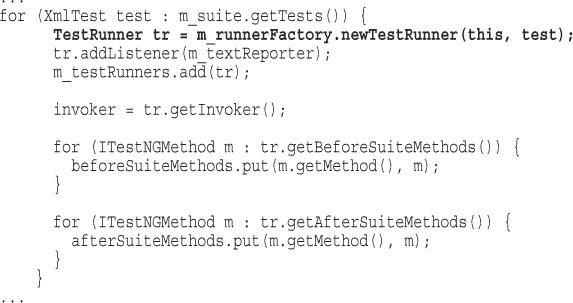 ...
for (XmlTest test : m_suite.getTests()) {
TestRunner tr = m_runnerFactory.newTestRunner(this, test);
tr.addListener(m_textReporter);
m_testRunners.add(tr);
invoker = tr.getInvoker();
for (ITestNGMethod m : tr.getBeforeSuiteMethods()) {
beforeSuiteMethods.put(m.getMethod(), m);
}
for (ITestNGMethod m : tr.getAfterSuiteMethods()) {
afterSuiteMethods.put(m.getMethod(), m);
}
}
...